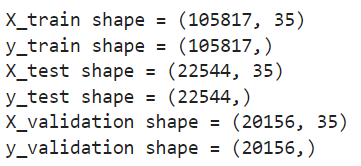 X_train shape = (105817, 35)
y_train shape = (105817,)
X_test shape = (22544, 35)
y_test shape = (22544,)
X_validation shape = (20156, 35)
y_validation shape = (20156,)